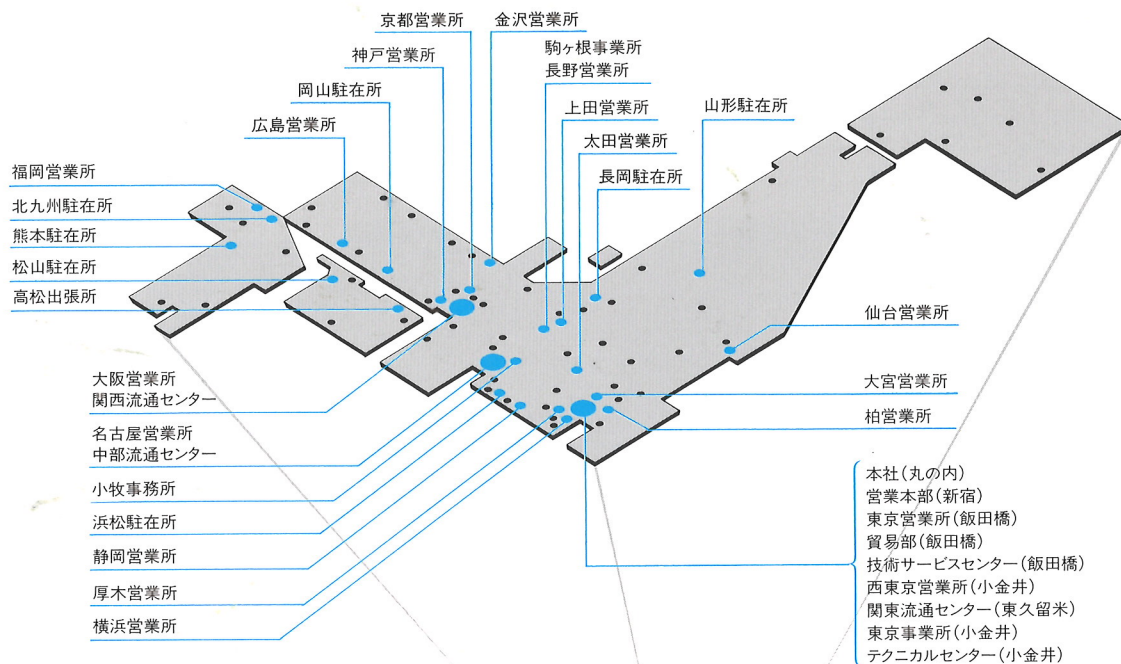 京都営業所
金沢営業所
神戸営業所
駒ヶ根事業所
長野営業所
岡山駐在所
上田営業所
山形駐在所
広島営業所
太田営業所
福岡営業所
長岡駐在所
北九州駐在所
熊本駐在所
松山駐在所
高松出張所
仙台営業所
大阪営業所
関西流通センター
大宮営業所
柏営業所
名古屋営業所
中部流通センター
小牧事務所
浜松駐在所
静岡営業所
厚木営業所
横浜営業所
本社(丸の内)
営業本部(新宿)
東京営業所(飯田橋)
貿易部(飯田橋)
技術サービスセンター(飯田橋)
西東京営業所(小金井)
関東流通センター(東久留米)
東京事業所(小金井)
テクニカルセンター(小金井)